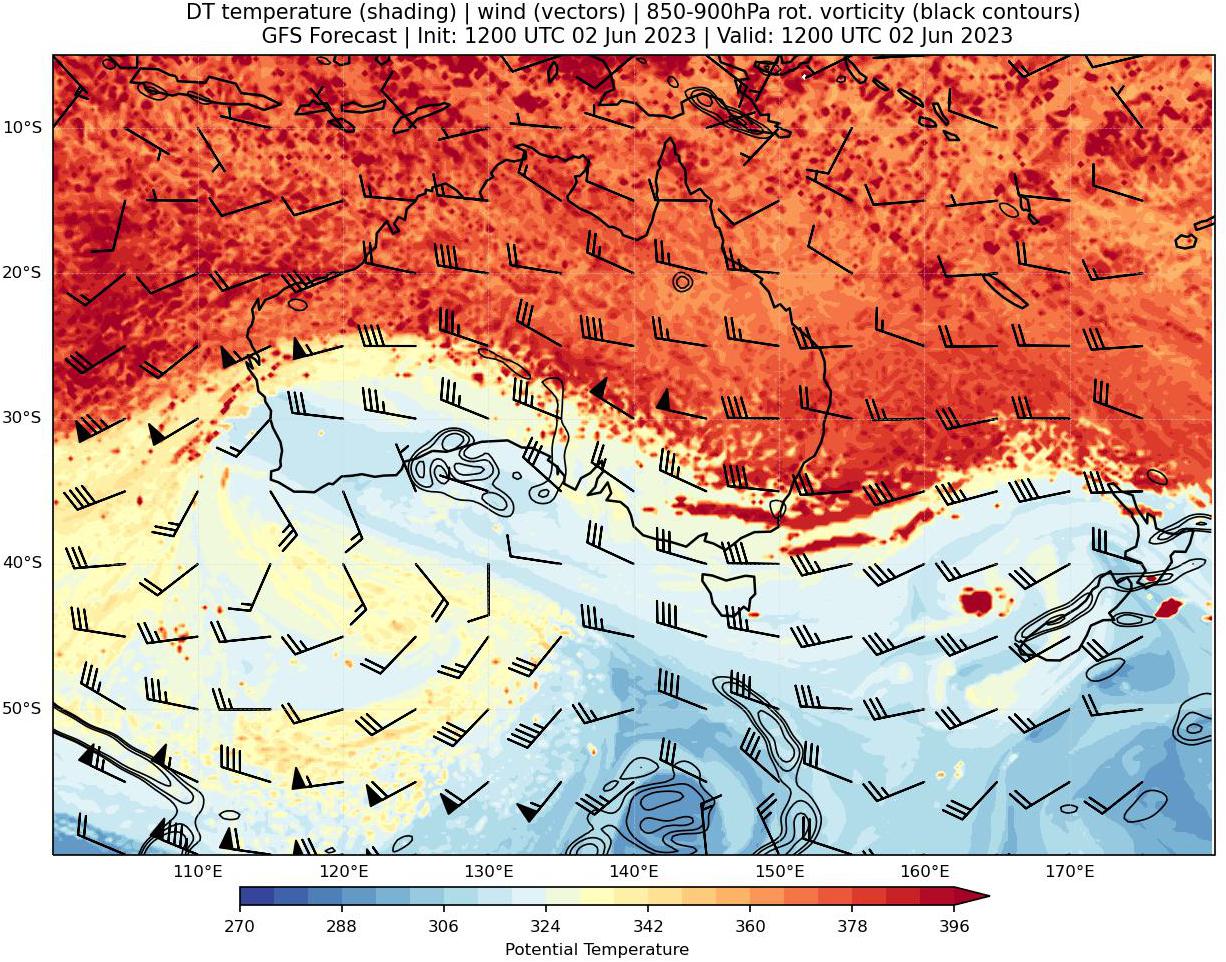 DT temperature (shading) | wind (vectors) | 850-900hPa rot. vorticity (black contours)
GFS Forecast | Init: 1200 UTC 02 Jun 2023 | Valid: 1200 UTC 02 Jun 2023
10°S
20°S
30°S
40°S
50°S
110°E 120°E 130°E 140°E 150°E 160°E 170°E
270 288 306 324 342 360 378 396
Potential Temperature